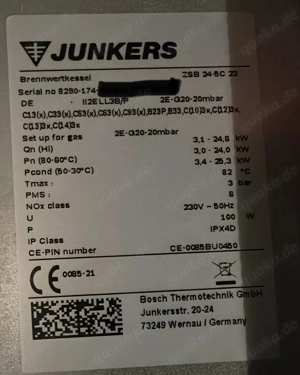 JUNKERS
Brennwertkessel ZSB 24-5C 23
Serial no 8290-174-
DE II2ELL3B/P 2E-G20-20mbar
C13(x),C33(x),C53(x),C63(x),C93(x),B23P,B33,C(10)3x,C(12)3x,
C(13)3x,C(14)3x
Set up for gas 2E-G20-20mbar
Qn (Hi) 3,1 - 24,6 kW
Pn (80-60°C) 3,0 - 24,0 kW
Pcond (50-30°C) 3,4 - 25,3 kW
Tmax : 82 °C
PMS : 3 bar
NOx class 6
U 230V ~ 50Hz
P 100 W
IP Class IPX4D
CE-PIN number CE-0085BU0450
CE 0085-21
Bosch Thermotechnik GmbH
Junkersstr. 20-24
73249 Wernau / Germany